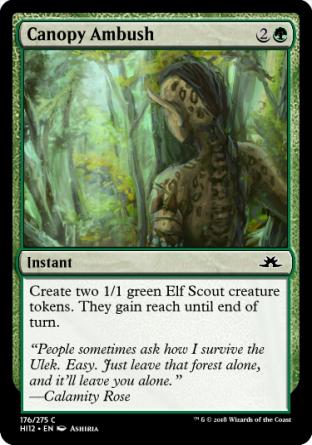 Canopy Ambush 2
Instant
Create two 1/1 green Elf Scout creature
tokens. They gain reach until end of
turn.
“People sometimes ask how I survive the
Ulek. Easy. Just leave that forest alone,
and it'll leave you alone.”
—Calamity Rose
176/275 C
HI12 • EN ASHIRIA
™ & © 2018 Wizards of the Coast